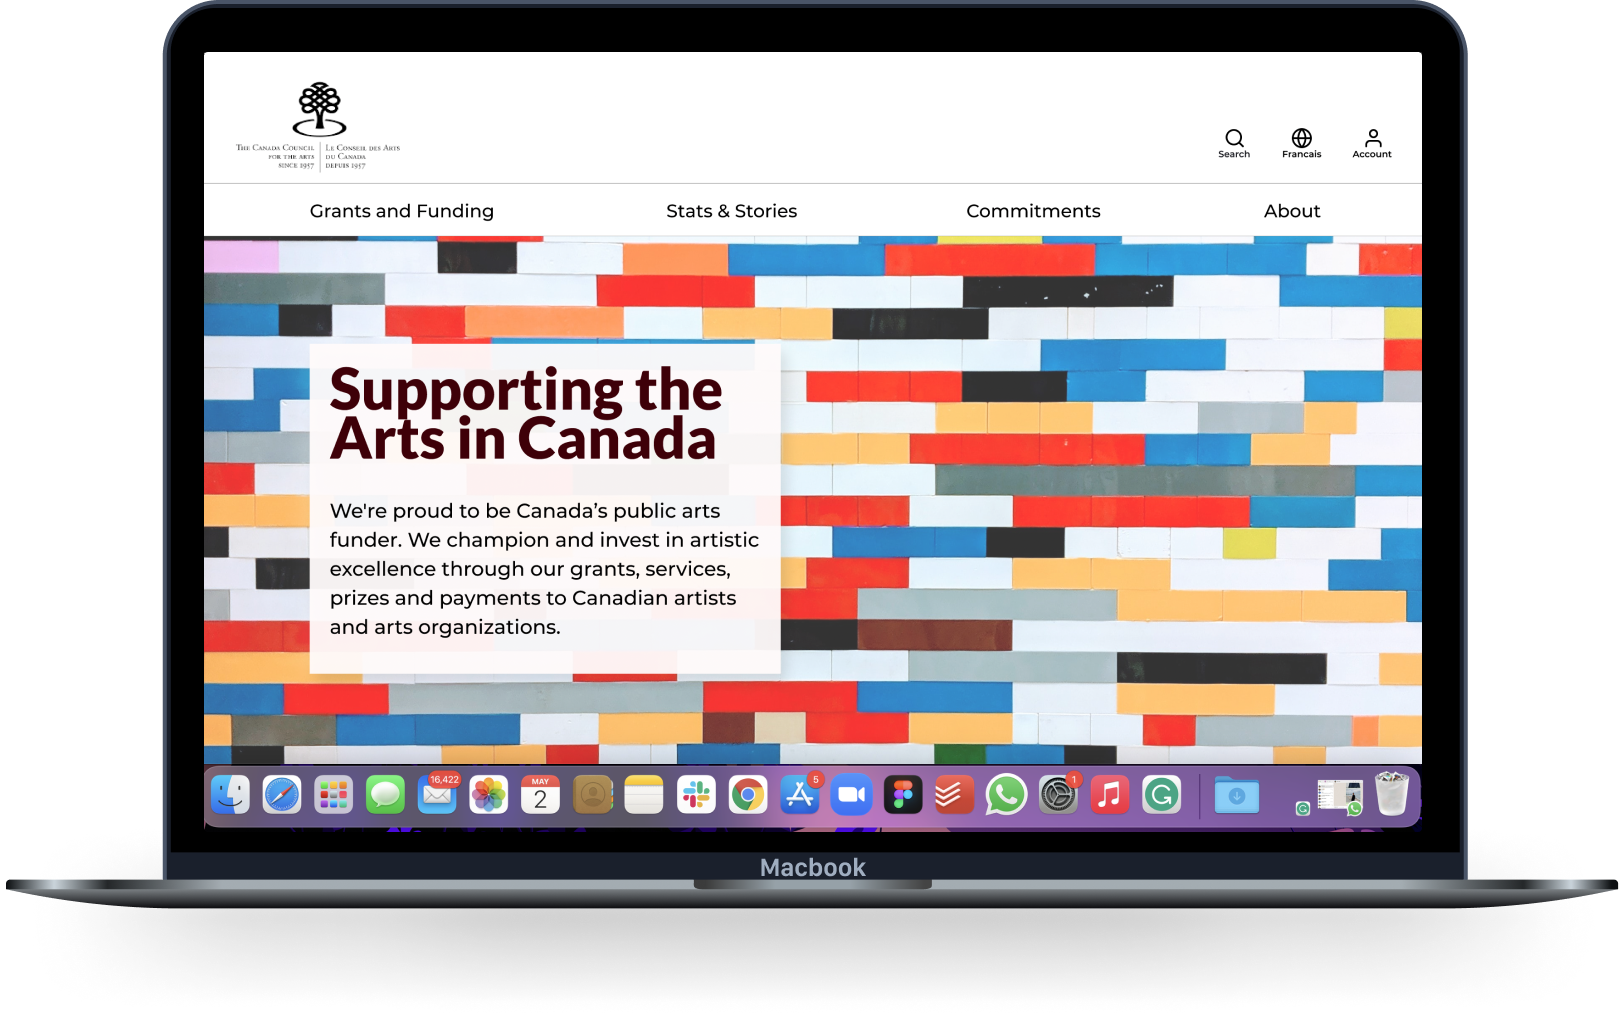 THE CANADA COUNCIL
FOR THE ARTS
SINCE 1957
LE CONSEIL DES ARTS
DU CANADA
DEPUIS 1957
Search
Francais
Account
Grants and Funding
Stats & Stories
Commitments
About
Supporting the
Arts in Canada
We're proud to be Canada’s public arts
funder. We champion and invest in artistic
excellence through our grants, services,
prizes and payments to Canadian artists
and arts organizations.
16,422
MAY
2
5
1
Macbook